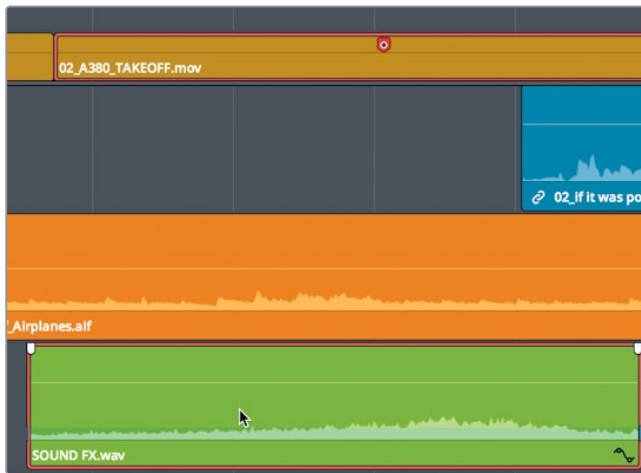 02_A380_TAKEOFF.mov
02_If it was po
_Airplanes.aif
SOUND FX.wav